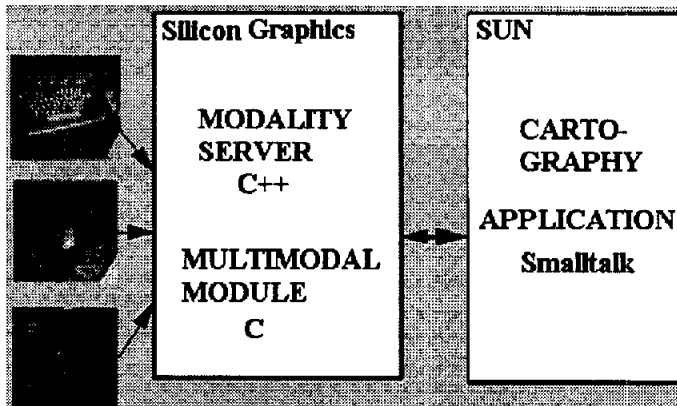 Silicon Graphics
MODALITY
SERVER
C++
MULTIMODAL
MODULE
C
SUN
CARTO-
GRAPHY
APPLICATION
Smalltalk